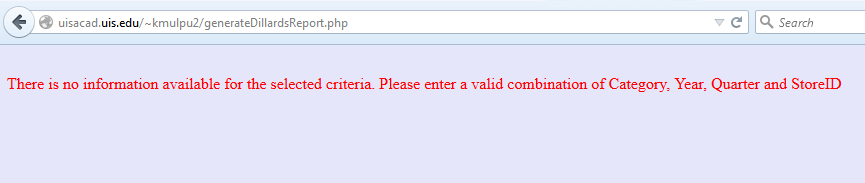 uisacad.uis.edu/~kmulpu2/generateDillardsReport.php
Search
There is no information available for the selected criteria. Please enter a valid combination of Category, Year, Quarter and StoreID